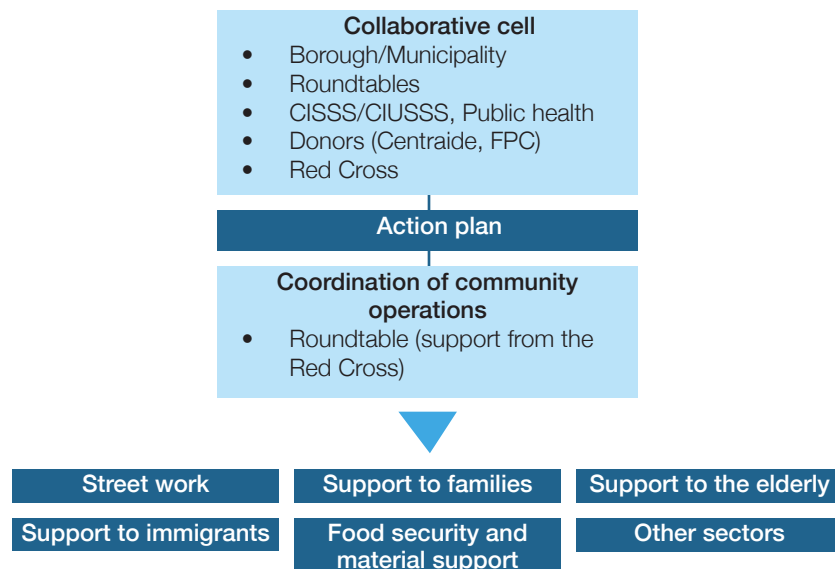 Collaborative cell
• Borough/Municipality
• Roundtables
• CISSS/CIUSSS, Public health
• Donors (Centraide, FPC)
• Red Cross
Action plan
Coordination of community
operations
• Roundtable (support from the
Red Cross)
Street work
Support to families
Support to the elderly
Support to immigrants
Food security and
material support
Other sectors